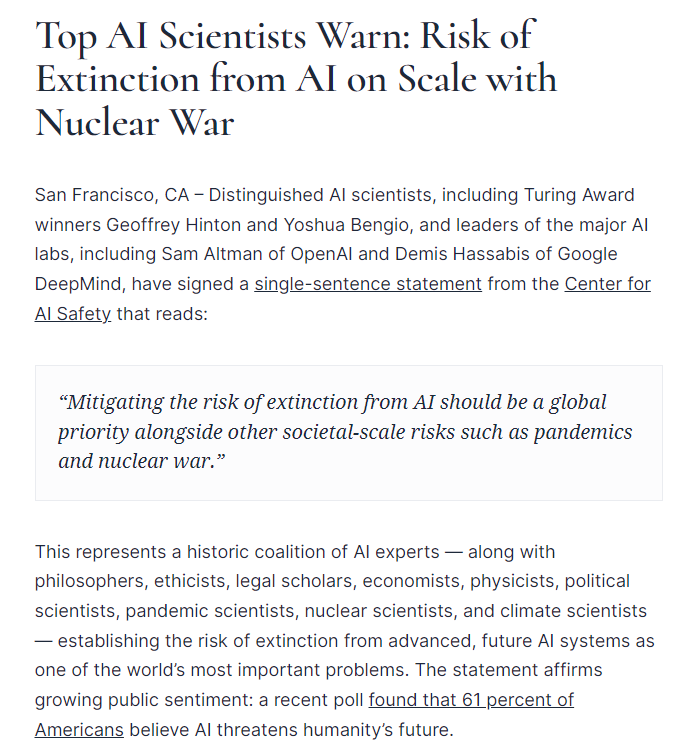 Top AI Scientists Warn: Risk of
Extinction from AI on Scale with
Nuclear War
San Francisco, CA – Distinguished AI scientists, including Turing Award
winners Geoffrey Hinton and Yoshua Bengio, and leaders of the major AI
labs, including Sam Altman of OpenAI and Demis Hassabis of Google
DeepMind, have signed a single-sentence statement from the Center for
AI Safety that reads:
“Mitigating the risk of extinction from AI should be a global
priority alongside other societal-scale risks such as pandemics
and nuclear war.”
This represents a historic coalition of AI experts — along with
philosophers, ethicists, legal scholars, economists, physicists, political
scientists, pandemic scientists, nuclear scientists, and climate scientists
— establishing the risk of extinction from advanced, future AI systems as
one of the world’s most important problems. The statement affirms
growing public sentiment: a recent poll found that 61 percent of
Americans believe AI threatens humanity’s future.